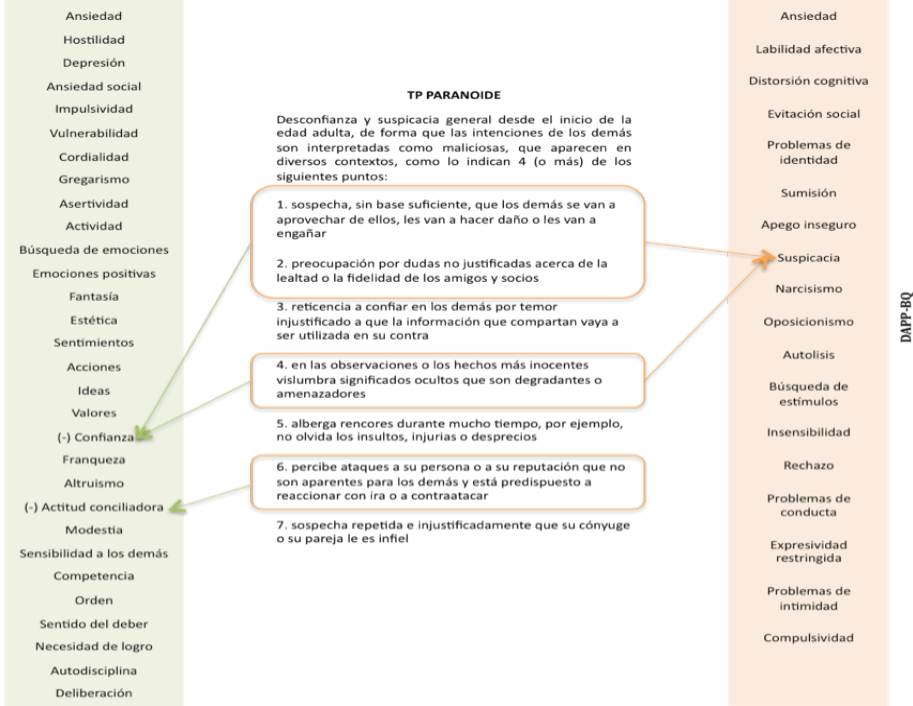 Ansiedad
Hostilidad
Depresión
Ansiedad social
Impulsividad
Vulnerabilidad
Cordialidad
Gregarismo
Asertividad
Actividad
Búsqueda de emociones
Emociones positivas
Fantasía
Estética
Sentimientos
Acciones
Ideas
Valores
(-) Confianza
Franqueza
Altruismo
(-) Actitud conciliadora
Modestia
Sensibilidad a los demás
Competencia
Orden
Sentido del deber
Necesidad de logro
Autodisciplina
Deliberación
TP PARANOIDE
Desconfianza y suspicacia general desde el inicio de la
edad adulta, de forma que las intenciones de los demás
son interpretadas como maliciosas, que aparecen en
diversos contextos, como lo indican 4 (o más) de los
siguientes puntos:
1. sospecha, sin base suficiente, que los demás se van a
aprovechar de ellos, les van a hacer daño o les van a
engañar
2. preocupación por dudas no justificadas acerca de la
lealtad o la fidelidad de los amigos y socios
3. reticencia a confiar en los demás por temor
injustificado a que la información que compartan vaya a
ser utilizada en su contra
4. en las observaciones o los hechos más inocentes
vislumbra significados ocultos que son degradantes o
amenazadores
5. alberga rencores durante mucho tiempo, por ejemplo,
no olvida los insultos, injurias o desprecios
6. percibe ataques a su persona o a su reputación que no
son aparentes para los demás y está predispuesto a
reaccionar con ira o a contraatacar
7. sospecha repetida e injustificadamente que su cónyuge
o su pareja le es infiel
Ansiedad
Labilidad afectiva
Distorsión cognitiva
Evitación social
Problemas de
identidad
Sumisión
Apego inseguro
Suspicacia
Narcisismo
Oposicionismo
Autolisis
Búsqueda de
estímulos
Insensibilidad
Rechazo
Problemas de
conducta
Expresividad
restringida
Problemas de
intimidad
Compulsividad
DAPP-BQ